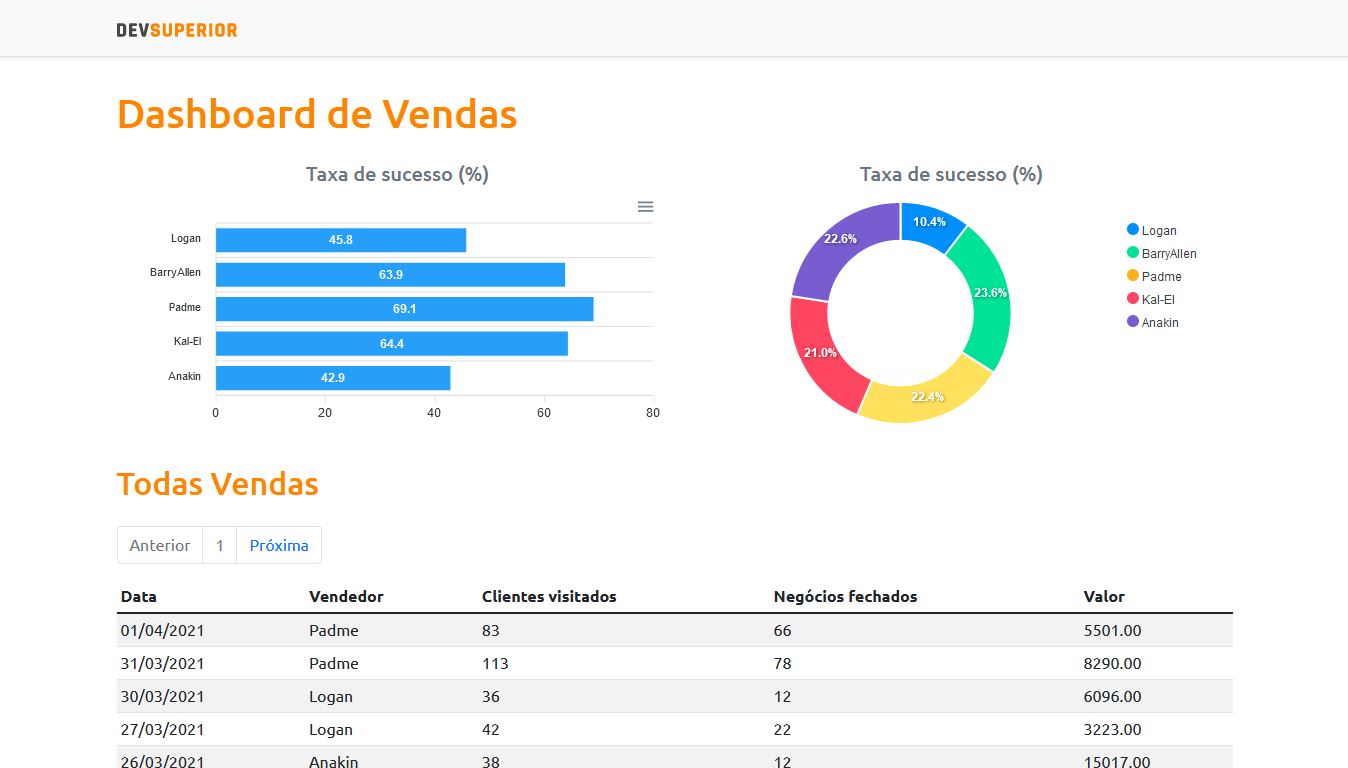 DEVSUPERIOR
Dashboard de Vendas
Taxa de sucesso (%)
Logan
45.8
BarryAllen
63.9
Padme
69.1
Kal-El
64.4
Anakin
42.9
0 20 40 60 80
Taxa de sucesso (%)
10.4%
23.6%
22.4%
21.0%
22.6%
Logan
BarryAllen
Padme
Kal-El
Anakin
Todas Vendas
Anterior 1 Próxima
Data Vendedor Clientes visitados Negócios fechados Valor
01/04/2021 Padme 83 66 5501.00
31/03/2021 Padme 113 78 8290.00
30/03/2021 Logan 36 12 6096.00
27/03/2021 Logan 42 22 3223.00
26/03/2021 Anakin 38 12 15017.00